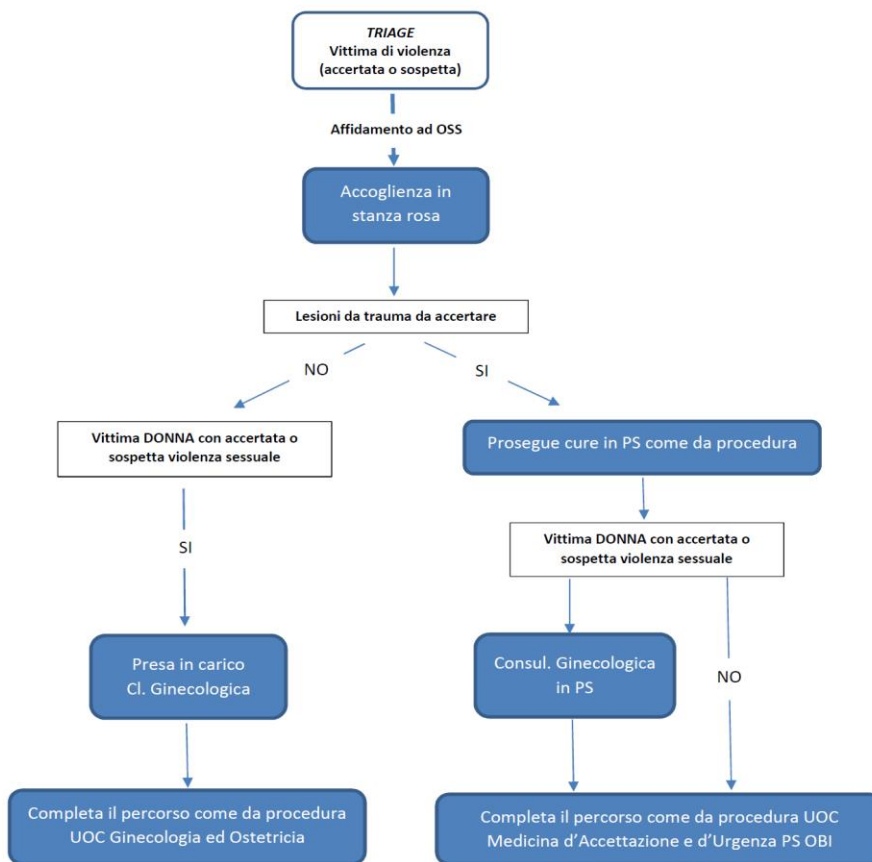 TRIAGE
Vittima di violenza
(accertata o sospetta)
Affidamento ad OSS
Accoglienza in
stanza rosa
Lesioni da trauma da accertare
NO
SI
Vittima DONNA con accertata o
sospetta violenza sessuale
Prosegue cure in PS come da procedura
SI
Vittima DONNA con accertata o
sospetta violenza sessuale
Presa in carico
Cl. Ginecologica
Consul. Ginecologica
in PS
NO
Completa il percorso come da procedura
UOC Ginecologia ed Ostetricia
Completa il percorso come da procedura UOC
Medicina d’Accettazione e d’Urgenza PS OBI